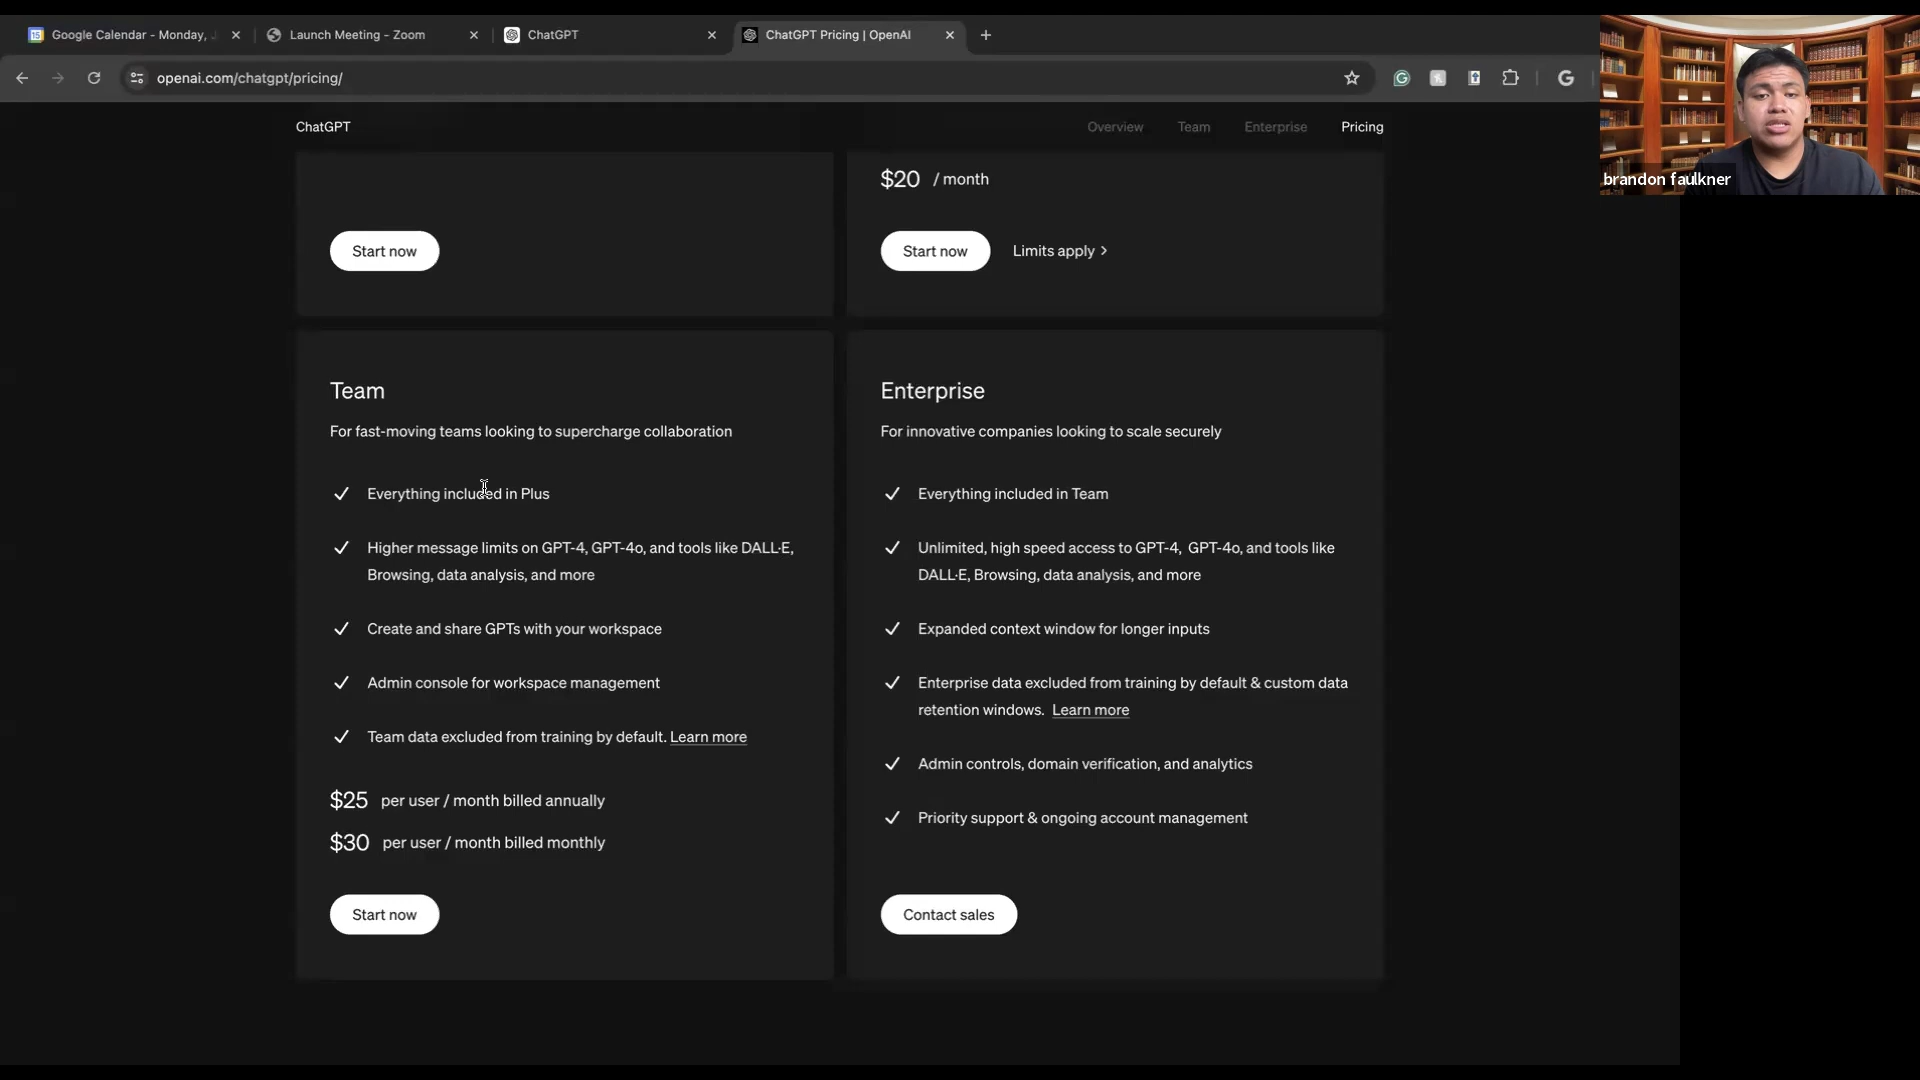 Google Calendar - Monday,
Launch Meeting - Zoom
ChatGPT
ChatGPT Pricing | OpenAI
openai.com/chatgpt/pricing/
brandon faulkner
ChatGPT
Overview
Team
Enterprise
Pricing
Start now
$20 / month
Start now
Limits apply >
Team
For fast-moving teams looking to supercharge collaboration
Everything included in Plus
Higher message limits on GPT-4, GPT-4o, and tools like DALL·E,
Browsing, data analysis, and more
Create and share GPTs with your workspace
Admin console for workspace management
Team data excluded from training by default. Learn more
$25 per user / month billed annually
$30 per user / month billed monthly
Start now
Enterprise
For innovative companies looking to scale securely
Everything included in Team
Unlimited, high speed access to GPT-4, GPT-4o, and tools like
DALL·E, Browsing, data analysis, and more
Expanded context window for longer inputs
Enterprise data excluded from training by default & custom data
retention windows. Learn more
Admin controls, domain verification, and analytics
Priority support & ongoing account management
Contact sales